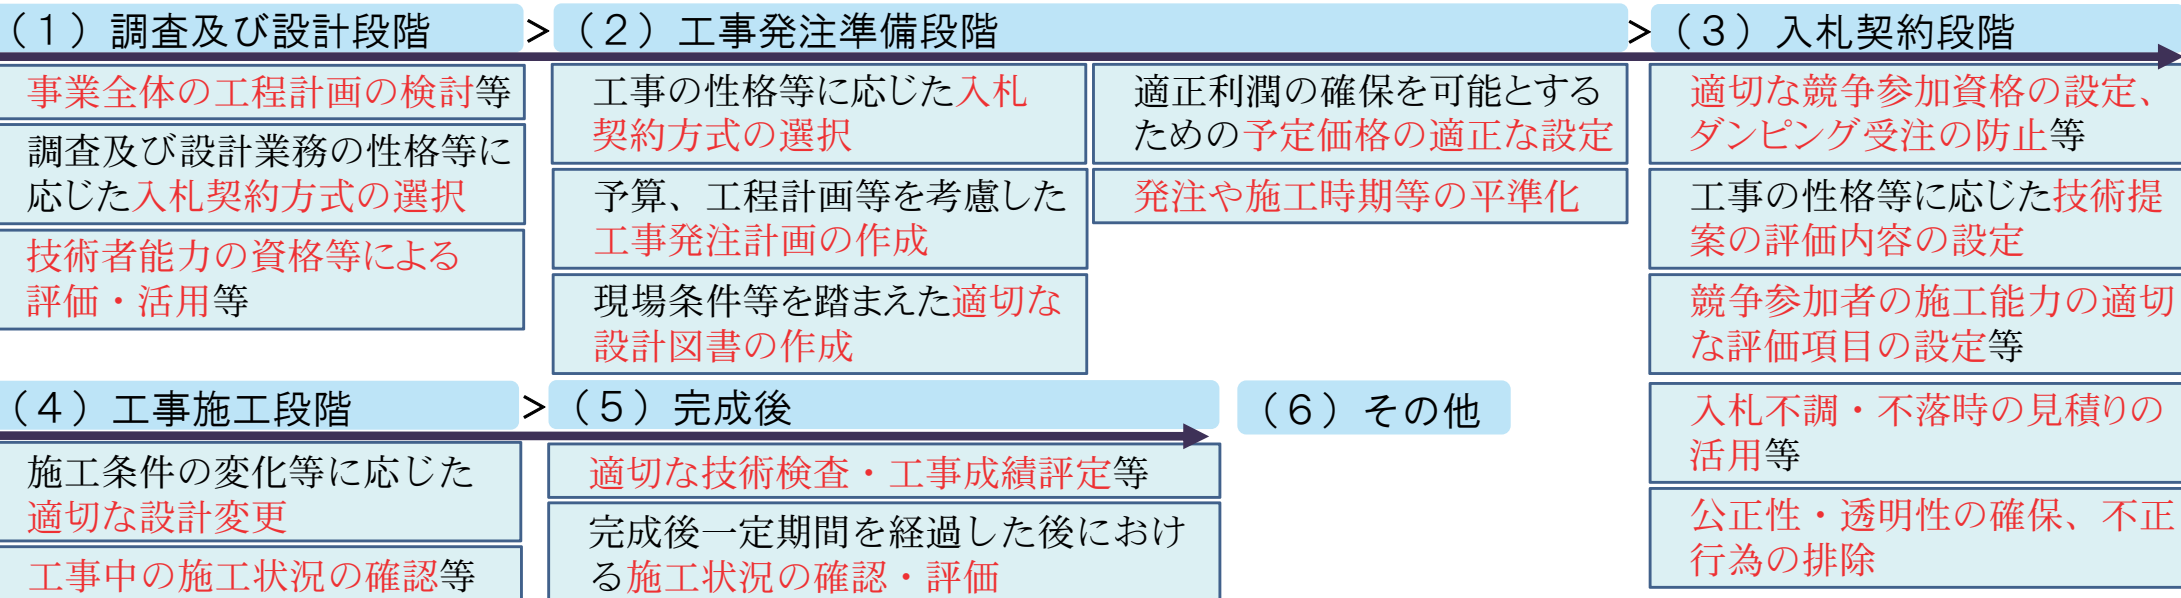 （１）調査及び設計段階
事業全体の工程計画の検討等
調査及び設計業務の性格等に
応じた入札契約方式の選択
技術者能力の資格等による
評価・活用等
>
（２）工事発注準備段階
工事の性格等に応じた入札
契約方式の選択
予算、工程計画等を考慮した
工事発注計画の作成
現場条件等を踏まえた適切な
設計図書の作成
適正利潤の確保を可能とする
ための予定価格の適正な設定
発注や施工時期等の平準化
>
（３）入札契約段階
適切な競争参加資格の設定、
ダンピング受注の防止等
工事の性格等に応じた技術提
案の評価内容の設定
競争参加者の施工能力の適切
な評価項目の設定等
入札不調・不落時の見積りの
活用等
公正性・透明性の確保、不正
行為の排除
（４）工事施工段階
施工条件の変化等に応じた
適切な設計変更
工事中の施工状況の確認等
>
（５）完成後
適切な技術検査・工事成績評定等
完成後一定期間を経過した後におけ
る施工状況の確認・評価
（６）その他